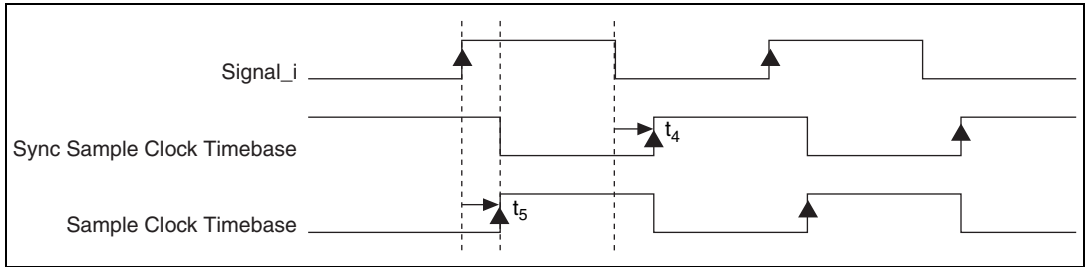 Signal_i
t4
Sync Sample Clock Timebase
t5
Sample Clock Timebase